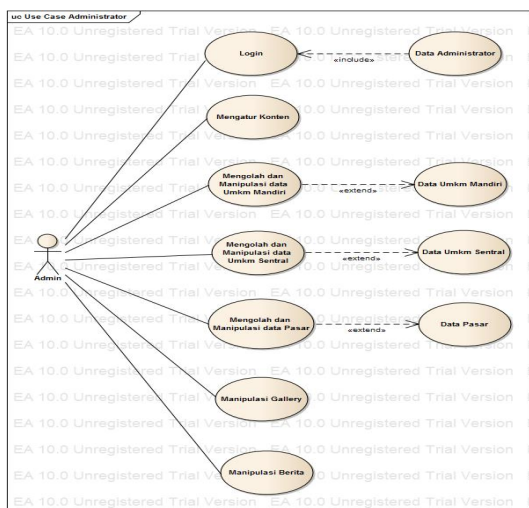 uc Use Case Administrator
EA 10.0 Unregistered Trial Version
Login
«include»
Data Administrator
Mengatur Konten
Mengolah dan
Manipulasi data
Umkm Mandiri
«extend»
Data Umkm Mandiri
Mengolah dan
Manipulasi data
Umkm Sentral
«extend»
Data Umkm Sentral
Admin
Mengolah dan
Manipulasi data Pasar
«extend»
Data Pasar
Manipulasi Gallery
Manipulasi Berita